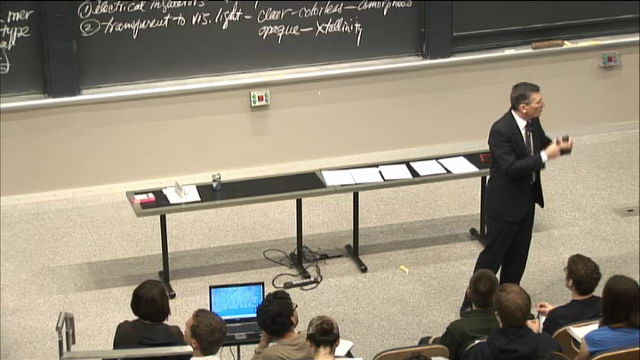 mer ① electrical insulators
type ② transparent to vis. light - clear - colorless - amorphous
opaque - Xtallinity